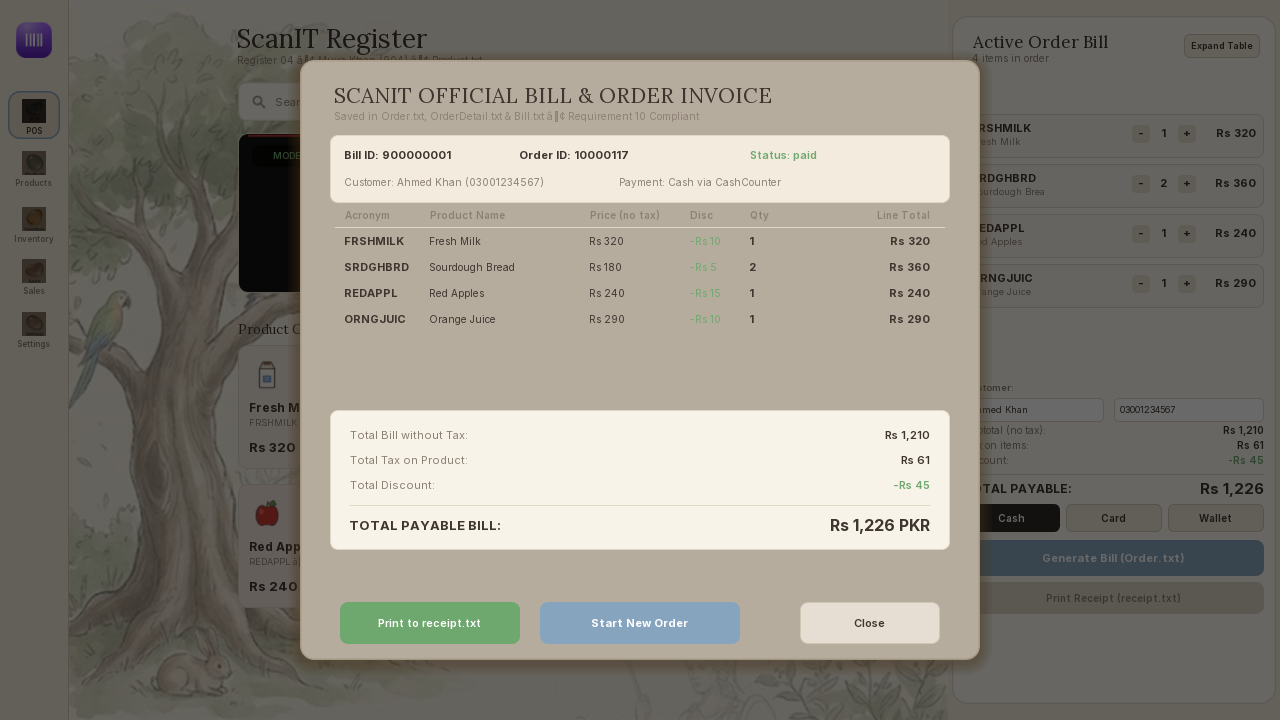 ScanIT Register
Active Order Bill
Expand Table
4 items in order
SCANIT OFFICIAL BILL & ORDER INVOICE
Saved in Order.txt, OrderDetail.txt & Bill.txt â¢ Requirement 10 Compliant
Bill ID: 900000001 Order ID: 10000117 Status: paid
Customer: Ahmed Khan (03001234567) Payment: Cash via CashCounter
Acronym Product Name Price (no tax) Disc Qty Line Total
FRSHMILK Fresh Milk Rs 320 -Rs 10 1 Rs 320
SRDGHBRD Sourdough Bread Rs 180 -Rs 5 2 Rs 360
REDAPPL Red Apples Rs 240 -Rs 15 1 Rs 240
ORNGJUIC Orange Juice Rs 290 -Rs 10 1 Rs 290
Total Bill without Tax: Rs 1,210
Total Tax on Product: Rs 61
Total Discount: -Rs 45
TOTAL PAYABLE BILL: Rs 1,226 PKR
Print to receipt.txt
Start New Order
Close
POS
Products
Inventory
Sales
Settings
Sear
MODE
Product C
Fresh M
FRSHMILK
Rs 320
Red App
REDAPPL
Rs 240
RSHMILK - 1 + Rs 320
esh Milk
RDGHBRD - 2 + Rs 360
ourdough Brea
EDAPPL - 1 + Rs 240
d Apples
RNGJUIC - 1 + Rs 290
ange Juice
tomer:
med Khan 03001234567
total (no tax): Rs 1,210
on items: Rs 61
count: -Rs 45
TAL PAYABLE: Rs 1,226
Cash
Card
Wallet
Generate Bill (Order.txt)
Print Receipt (receipt.txt)